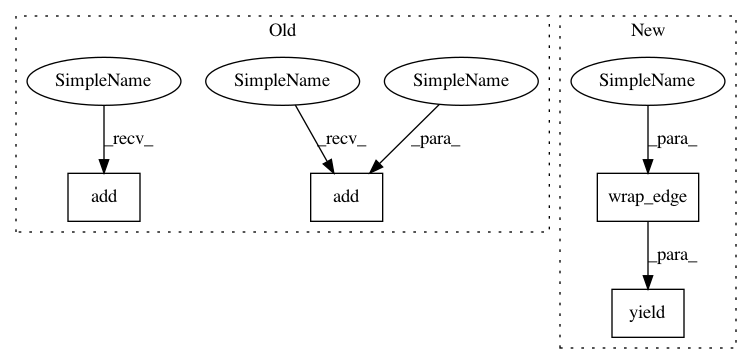 Old
New
SimpleName
SimpleName
SimpleName
SimpleName
_recv_
_recv_
_para_
_para_
add
add
wrap_edge
_para_
yield